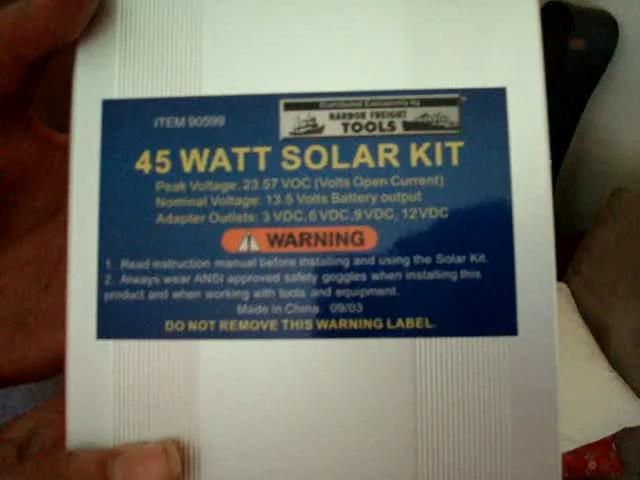 ITEM 90599
Distributed Exclusively by
HARBOR FREIGHT
TOOLS
45 WATT SOLAR KIT
Peak Voltage: 23.57 VOC (Volts Open Current)
Nominal Voltage: 13.5 Volts Battery output
Adapter Outlets: 3 VDC, 6 VDC, 9 VDC, 12VDC
WARNING
1. Read instruction manual before installing and using the Solar Kit.
2. Always wear ANSI approved safety goggles when installing this
product and when working with tools and equipment.
Made in China 09/03
DO NOT REMOVE THIS WARNING LABEL.